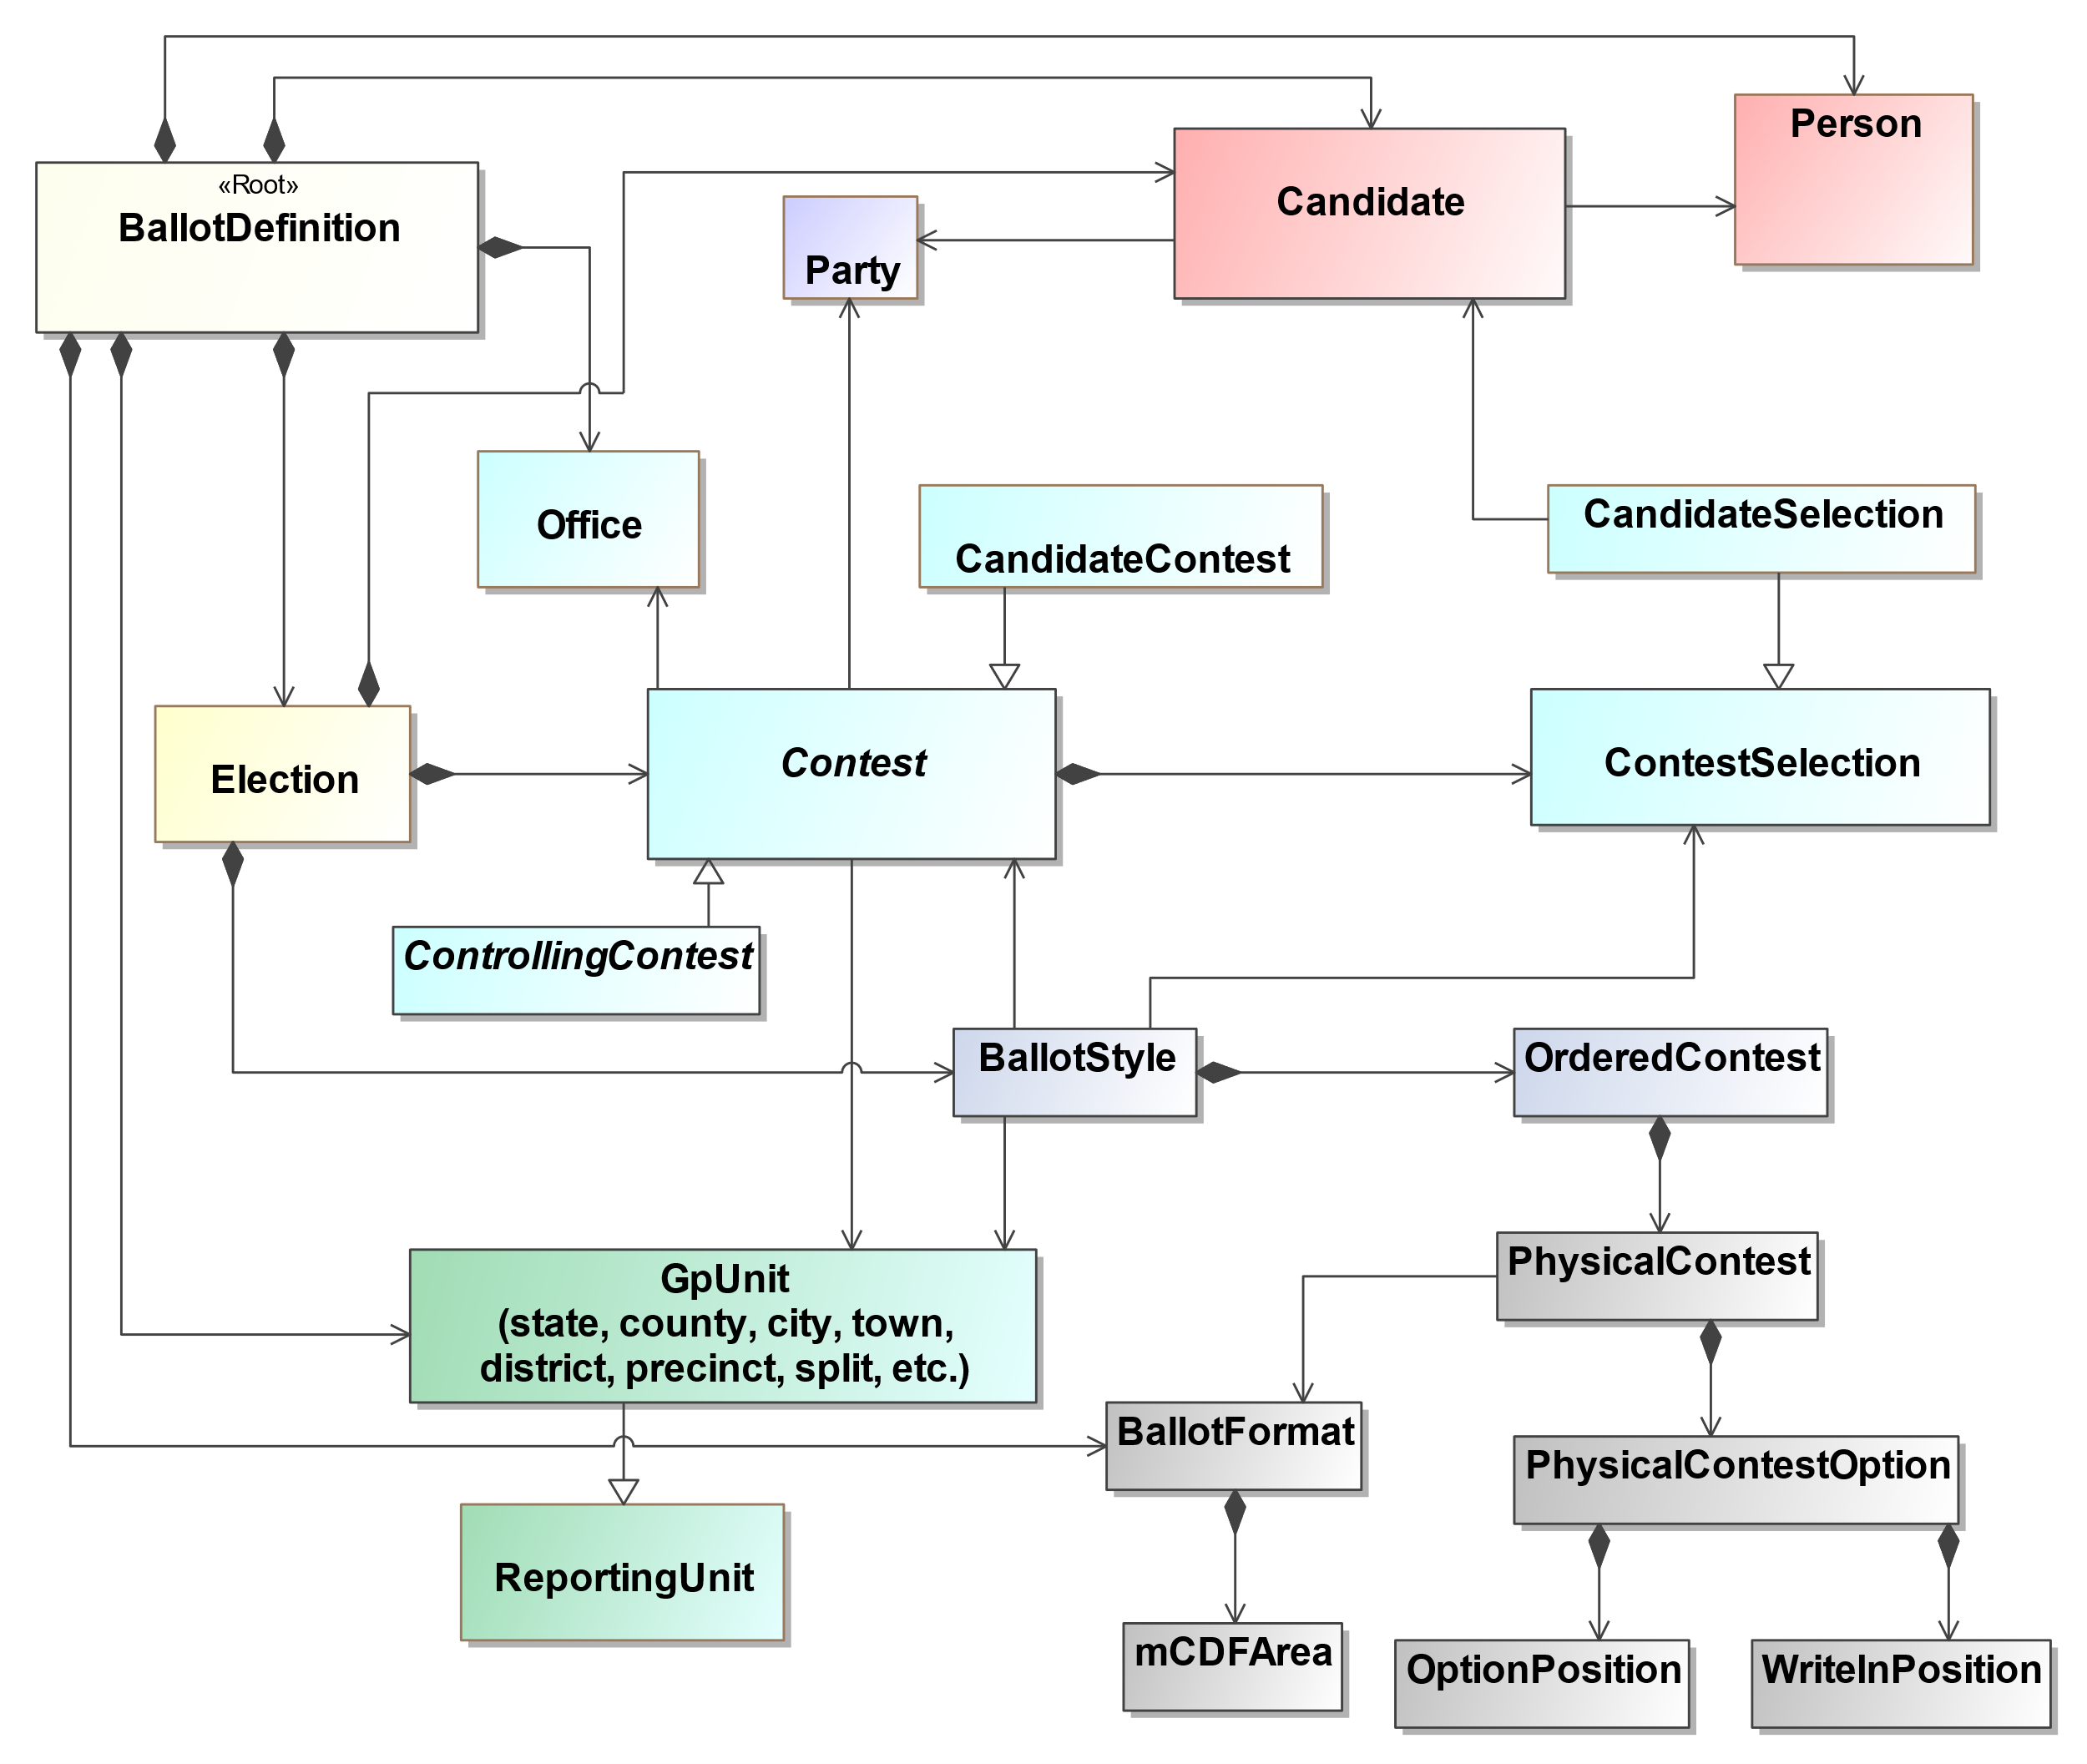 Person
«Root»
BallotDefinition
Candidate
Party
Office
CandidateContest
CandidateSelection
Election
Contest
ContestSelection
ControllingContest
BallotStyle
OrderedContest
GpUnit
(state, county, city, town,
district, precinct, split, etc.)
PhysicalContest
BallotFormat
PhysicalContestOption
ReportingUnit
mCDFArea
OptionPosition
WriteInPosition